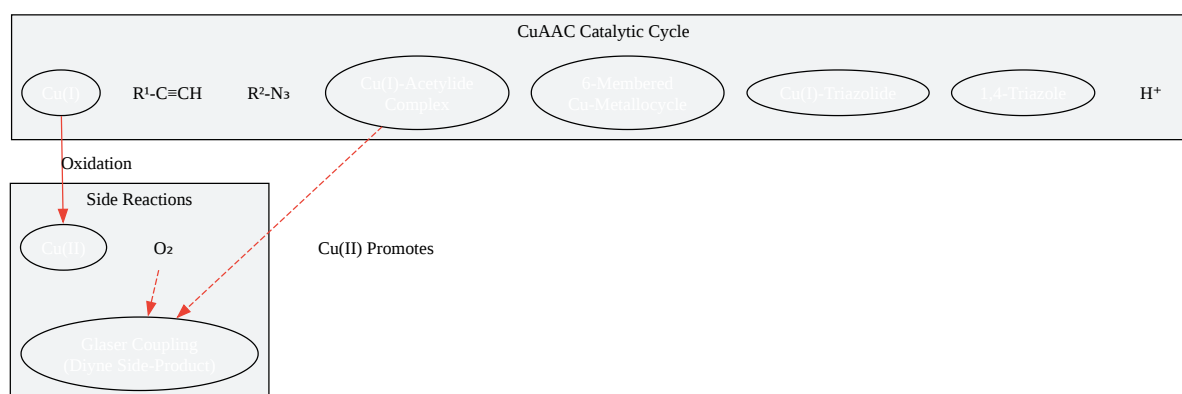 CuAAC Catalytic Cycle
Cu(I)
R¹-C≡CH
R²-N₃
Cu(I)-Acetylide
Complex
6-Membered
Cu-Metallocycle
Cu(I)-Triazolide
1,4-Triazole
H⁺
Oxidation
Side Reactions
Cu(II)
O₂
Cu(II) Promotes
Glaser Coupling
(Diyne Side-Product)